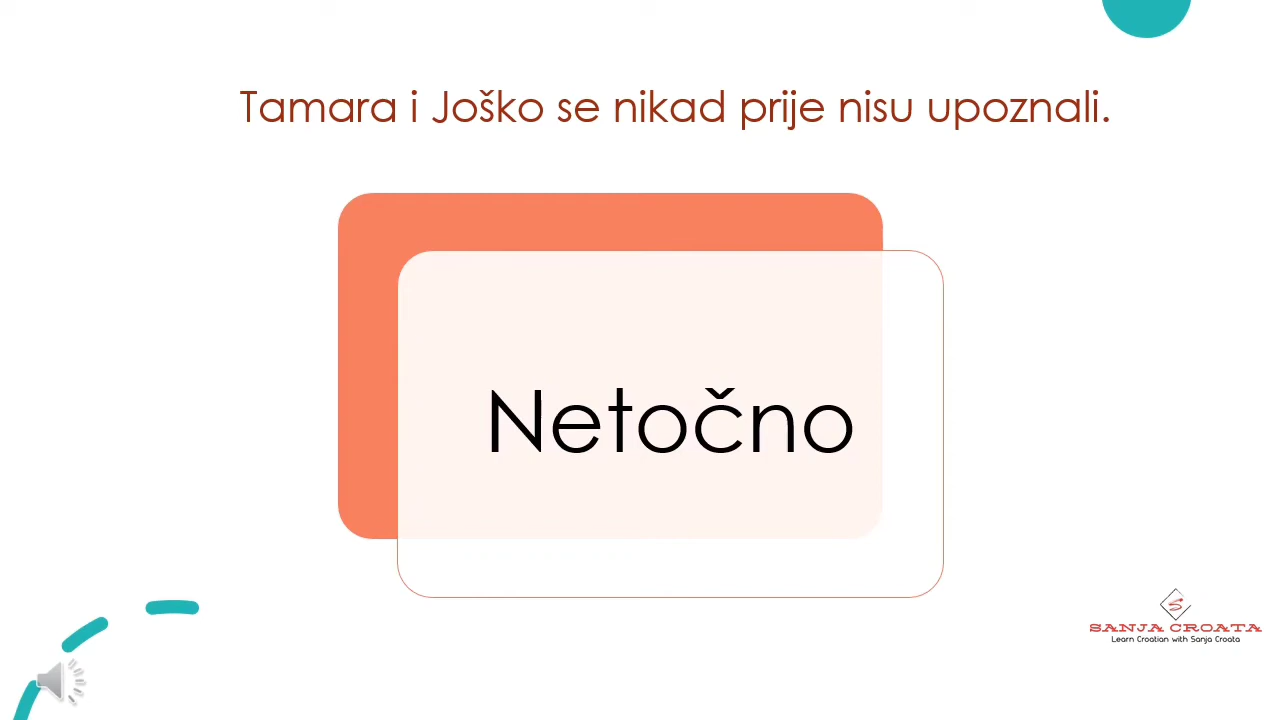 Tamara i Joško se nikad prije nisu upoznali.
Netočno
SANJA CROATA
Learn Croatian with Sanja Croata